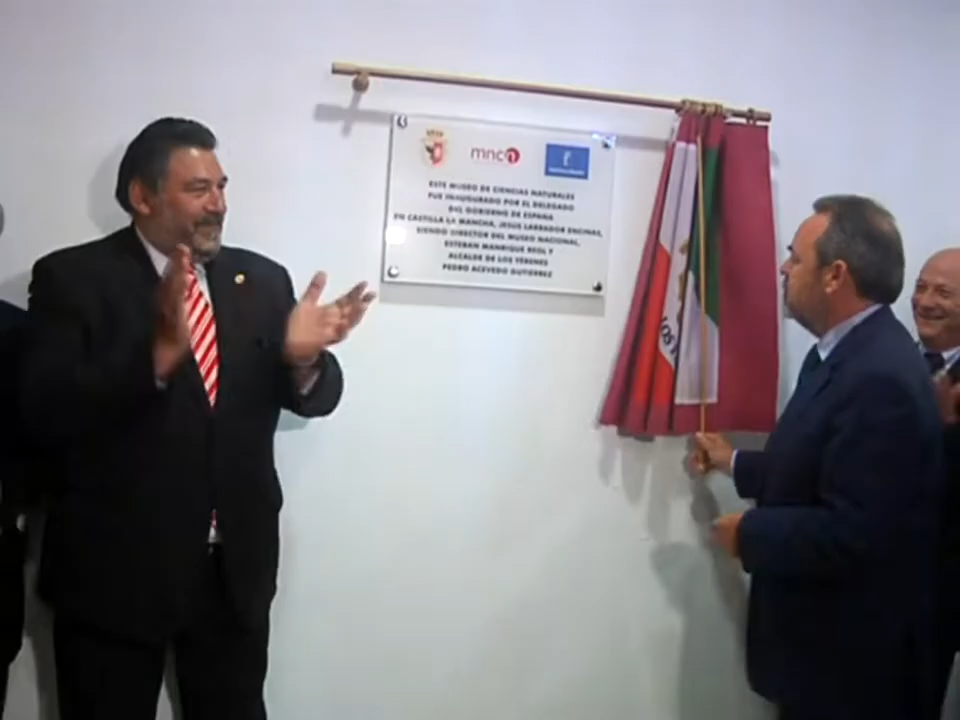 mncn
ESTE MUSEO DE CIENCIAS NATURALES
FUE INAUGURADO POR EL DELEGADO
DEL GOBIERNO DE ESPAÑA
EN CASTILLA LA MANCHA, JESUS LABRADOR ENCINAS,
SIENDO DIRECTOR DEL MUSEO NACIONAL,
ESTEBAN MANRIQUE REOL Y
ALCALDE DE LOS YÉBENES
PEDRO ACEVEDO GUTIERREZ
LOS